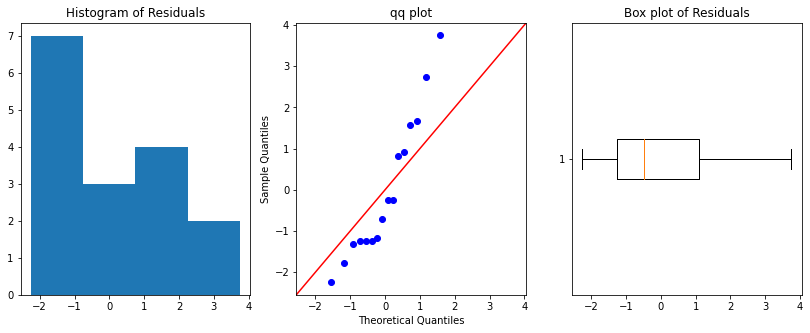 Histogram of Residuals
7
6
5
4
3
2
1
0
−2 −1 0 1 2 3 4
qq plot
Sample Quantiles
4
3
2
1
0
−1
−2
−2 −1 0 1 2 3 4
Theoretical Quantiles
Box plot of Residuals
1
−2 −1 0 1 2 3 4